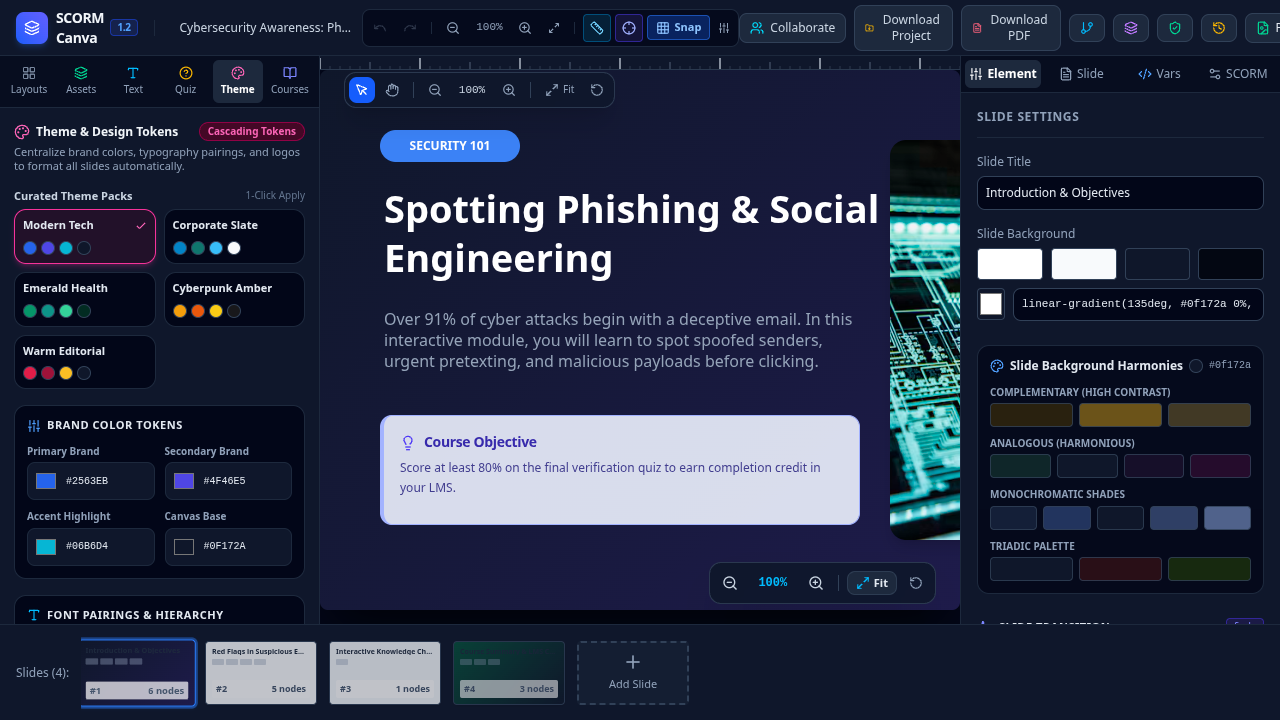 SCORM Canva
1.2
Cybersecurity Awareness: Ph...
100%
Snap
Collaborate
Download Project
Download PDF
Layouts
Assets
Text
Quiz
Theme
Courses
100%
Fit
Element
Slide
Vars
SCORM
Theme & Design Tokens
Cascading Tokens
Centralize brand colors, typography pairings, and logos
to format all slides automatically.
Curated Theme Packs
1-Click Apply
Modern Tech
Corporate Slate
Emerald Health
Cyberpunk Amber
Warm Editorial
BRAND COLOR TOKENS
Primary Brand
Secondary Brand
#2563EB
#4F46E5
Accent Highlight
Canvas Base
#06B6D4
#0F172A
FONT PAIRINGS & HIERARCHY
SECURITY 101
Spotting Phishing & Social
Engineering
Over 91% of cyber attacks begin with a deceptive email. In this
interactive module, you will learn to spot spoofed senders,
urgent pretexting, and malicious payloads before clicking.
Course Objective
Score at least 80% on the final verification quiz to earn completion credit in
your LMS.
100%
Fit
SLIDE SETTINGS
Slide Title
Introduction & Objectives
Slide Background
linear-gradient(135deg, #0f172a 0%,
Slide Background Harmonies
#0f172a
COMPLEMENTARY (HIGH CONTRAST)
ANALOGOUS (HARMONIOUS)
MONOCHROMATIC SHADES
TRIADIC PALETTE
Slides (4):
Introduction & Objectives
#1
6 nodes
Red Flags in Suspicious E...
#2
5 nodes
Interactive Knowledge Ch...
#3
1 nodes
#4
3 nodes
Add Slide